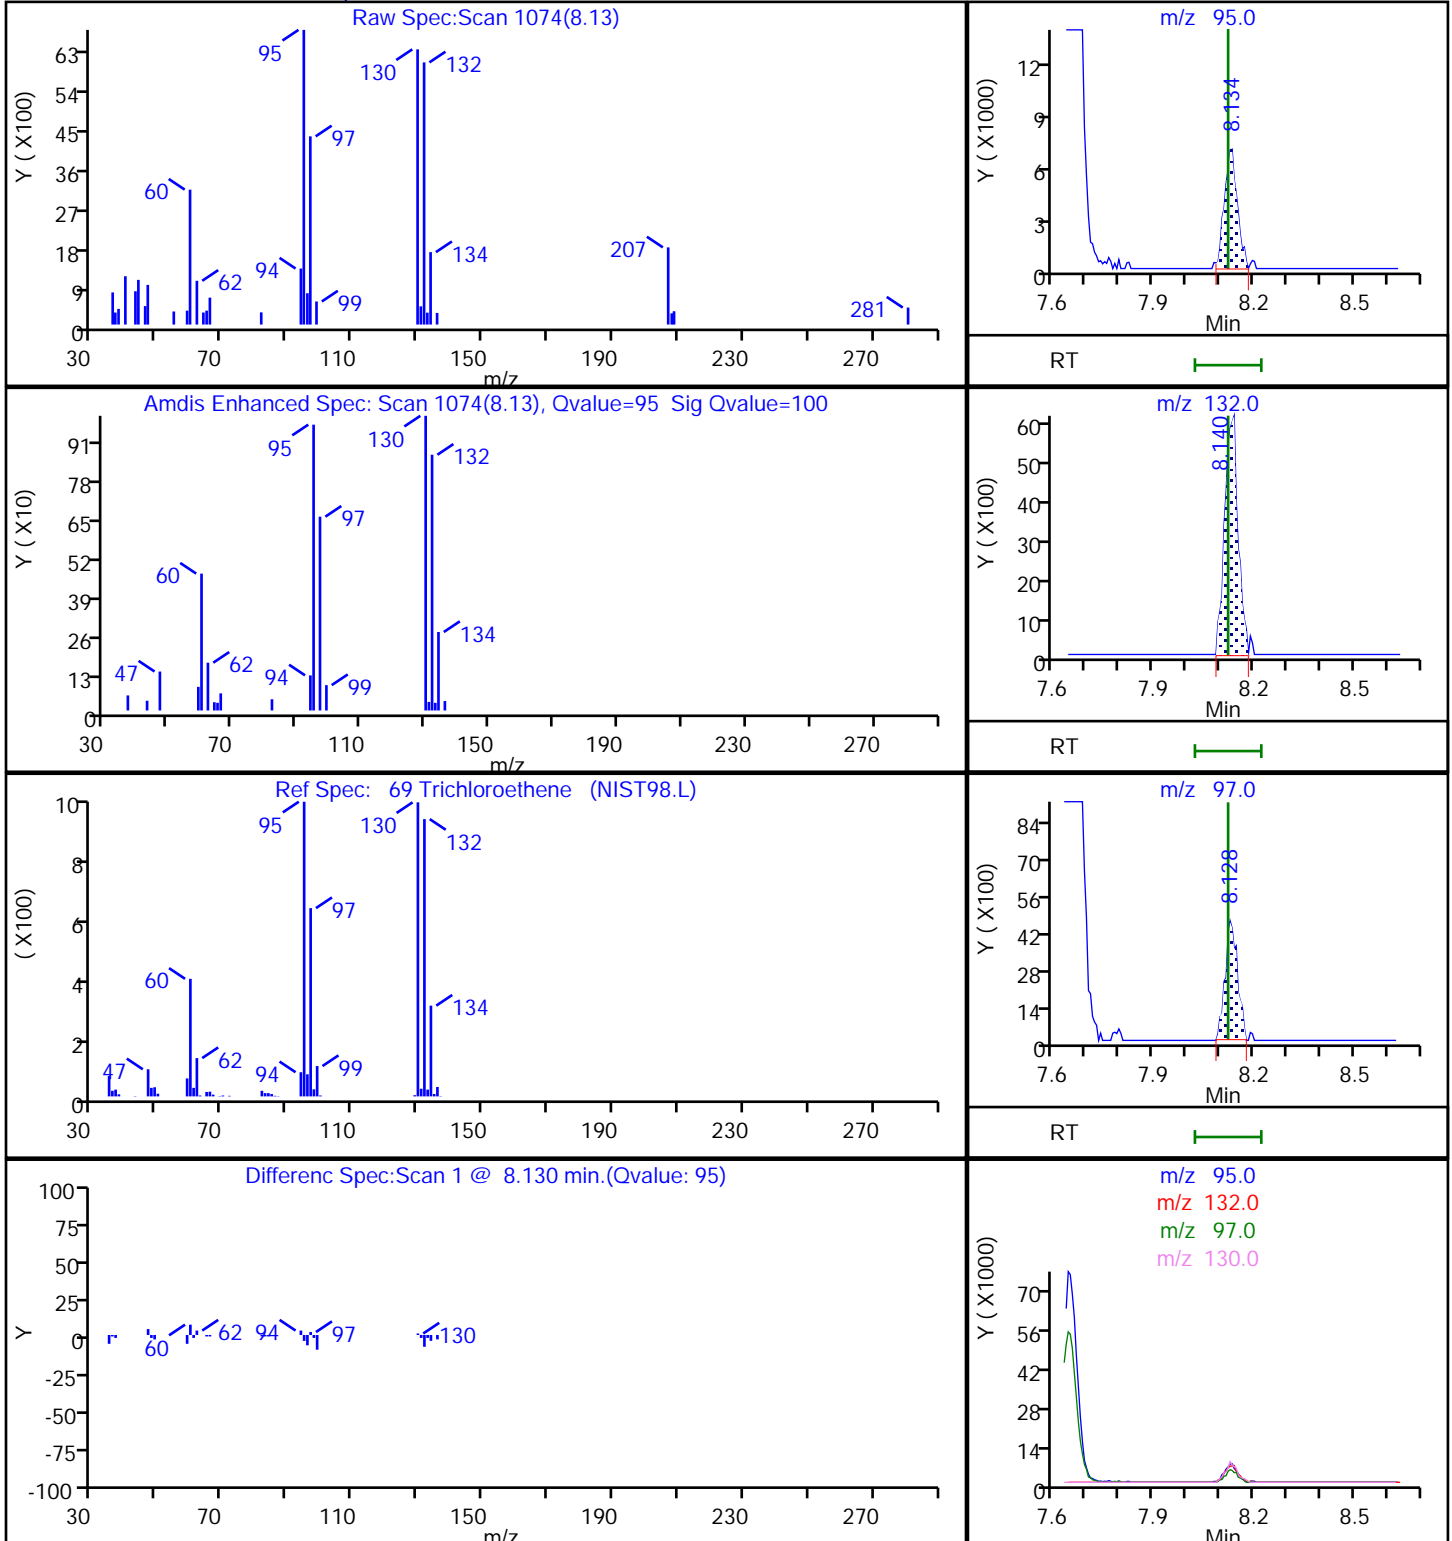 Raw Spec:Scan 1074(8.13)
Y ( X100)
63
54
45
36
27
18
9
0
95
130
132
97
60
94
62
99
134
207
281
30 70 110 150 190 230 270
m/z
m/z 95.0
Y ( X1000)
12
9
6
3
0
8.134
7.6 7.9 8.2 8.5
Min
RT
Amdis Enhanced Spec: Scan 1074(8.13), Qvalue=95 Sig Qvalue=100
Y ( X10)
91
78
65
52
39
26
13
0
95
130
132
97
60
47
62
94
99
134
30 70 110 150 190 230 270
m/z
m/z 132.0
Y ( X100)
60
50
40
30
20
10
0
8.140
7.6 7.9 8.2 8.5
Min
RT
Ref Spec: 69 Trichloroethene (NIST98.L)
( X100)
10
8
6
4
2
0
95
130
132
97
60
47
62
94
99
134
30 70 110 150 190 230 270
m/z 97.0
Y ( X100)
84
70
56
42
28
14
0
8.128
7.6 7.9 8.2 8.5
Min
RT
Differenc Spec:Scan 1 @ 8.130 min.(Qvalue: 95)
Y
100
75
50
25
0
-25
-50
-75
-100
60
62
94
97
130
30 70 110 150 190 230 270
m/z
m/z 95.0
m/z 132.0
m/z 97.0
m/z 130.0
Y ( X1000)
70
56
42
28
14
0
7.6 7.9 8.2 8.5
Min